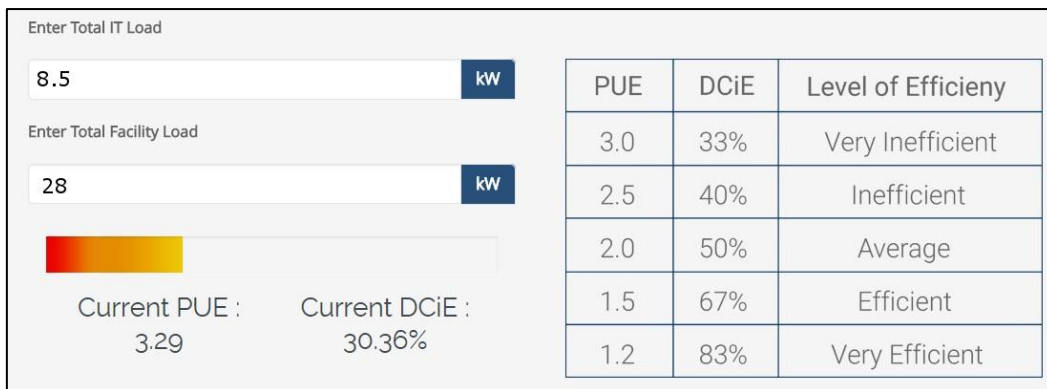 Enter Total IT Load
8.5 kW
Enter Total Facility Load
28 kW
Current PUE : Current DCiE :
3.29 30.36%
PUE DCiE Level of Efficieny
3.0 33% Very Inefficient
2.5 40% Inefficient
2.0 50% Average
1.5 67% Efficient
1.2 83% Very Efficient